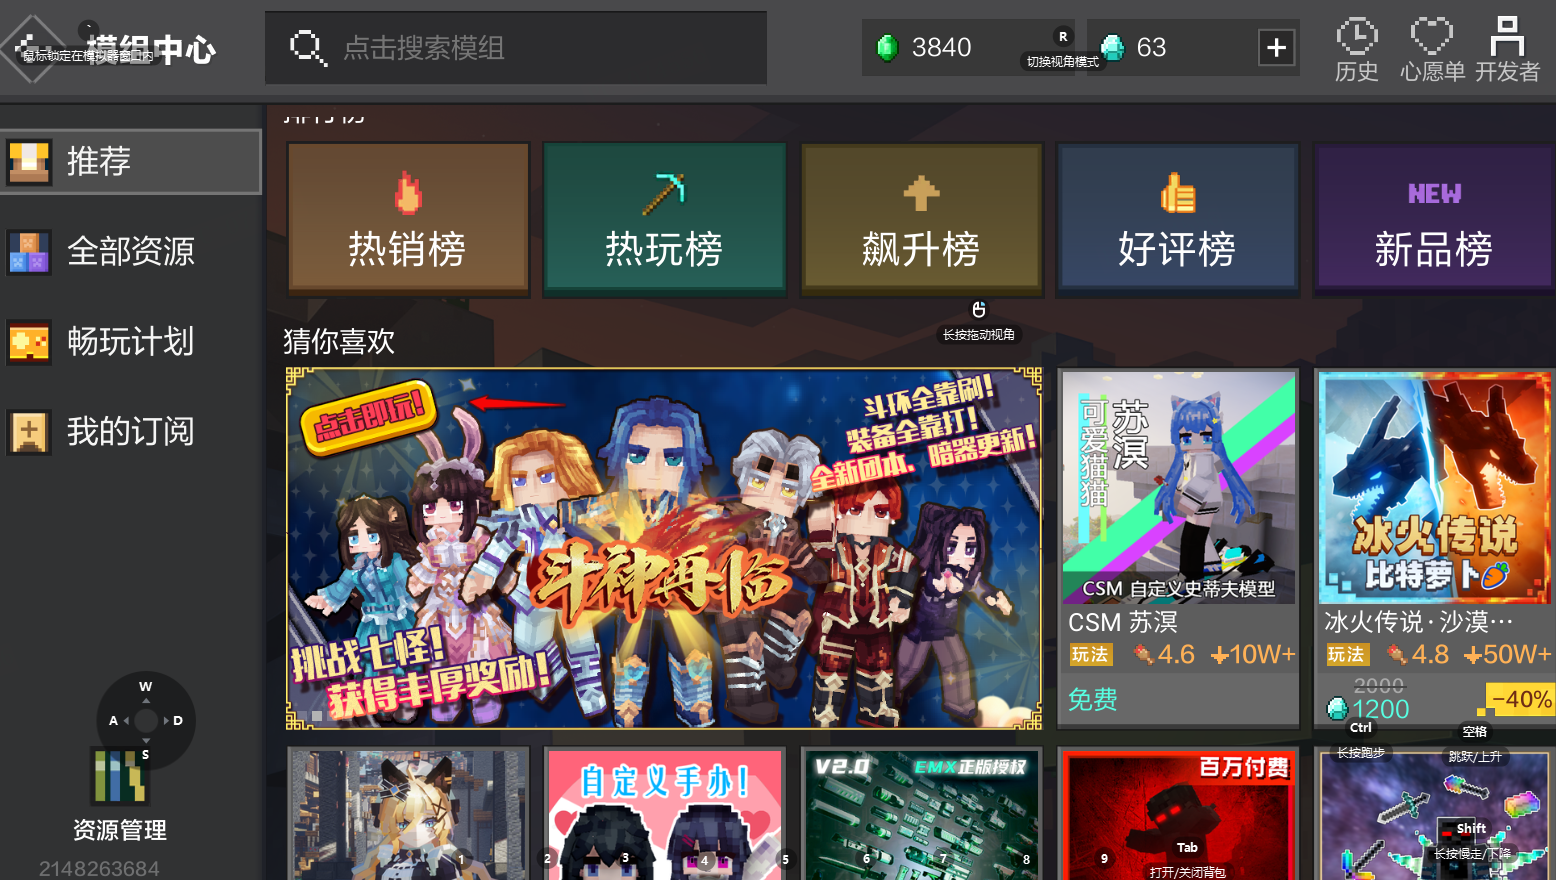 模组中心
鼠标锁定在模拟器窗口内
点击搜索模组
3840
R
切换视角模式
63
历史
心愿单
开发者
推荐
全部资源
畅玩计划
我的订阅
热销榜
热玩榜
飙升榜
NEW
好评榜
新品榜
长按拖动视角
猜你喜欢
点击即玩!
斗环全靠刷!
装备全靠打!
全新团本、暗器更新!
斗神再临
挑战七怪!
获得丰厚奖励!
苏溟
可爱猫猫
CSM 自定义史蒂夫模型
CSM 苏溟
玩法 4.6 10W+
免费
冰火传说
比特萝卜
冰火传说·沙漠…
玩法 4.8 50W+
2000
1200
-40%
Ctrl
长按跑步
空格
跳跃/上升
W
A
D
S
资源管理
2148263684
自定义手办!
V2.0
EMX正版授权
百万付费
Shift
长按慢走/下降
Tab
打开/关闭背包
1
2
3
4
5
6
7
8
9